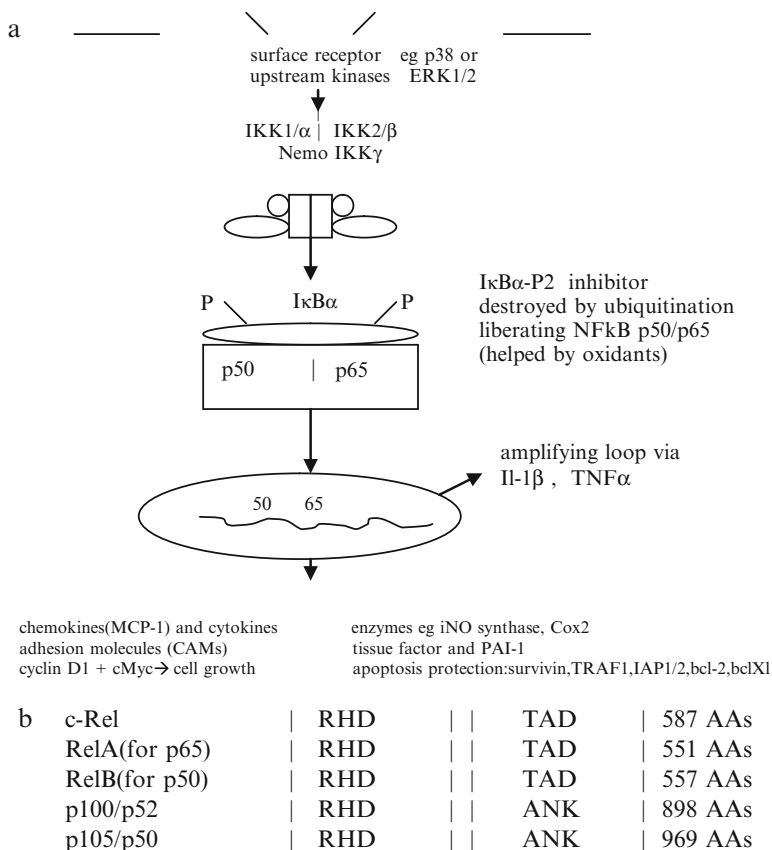 a
surface receptor eg p38 or
upstream kinases ERK1/2
IKK1/α | IKK2/β
Nemo IKKγ
P IκBα P
IκBα-P2 inhibitor
destroyed by ubiquitination
liberating NFkB p50/p65
(helped by oxidants)
p50 | p65
amplifying loop via
Il-1β , TNFα
50 65
chemokines(MCP-1) and cytokines
adhesion molecules (CAMs)
cyclin D1 + cMyc→ cell growth
enzymes eg iNO synthase, Cox2
tissue factor and PAI-1
apoptosis protection:survivin,TRAF1,IAP1/2,bcl-2,bclXl
b c-Rel | RHD | | TAD | 587 AAs
RelA(for p65) | RHD | | TAD | 551 AAs
RelB(for p50) | RHD | | TAD | 557 AAs
p100/p52 | RHD | | ANK | 898 AAs
p105/p50 | RHD | | ANK | 969 AAs